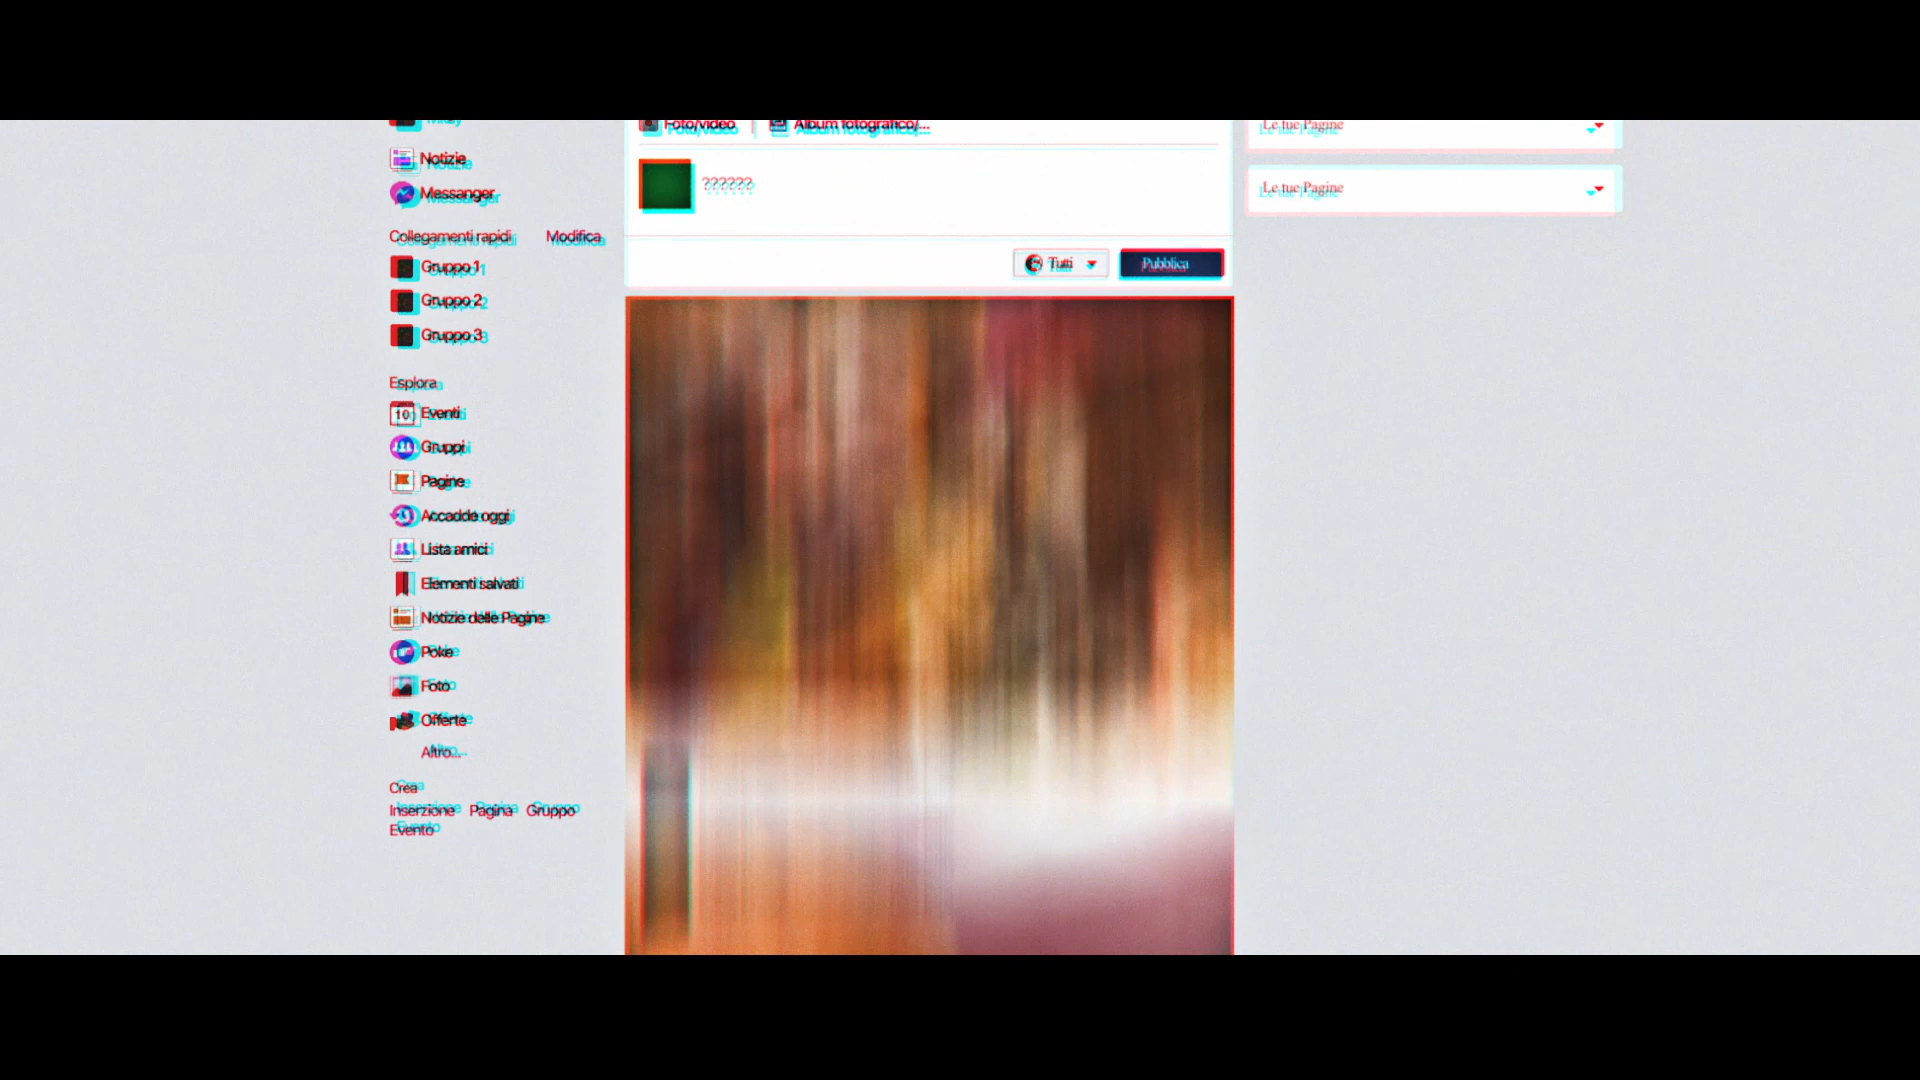 Mikey
Notizie
Messanger
Collegamenti rapidi Modifica
Gruppo 1
Gruppo 2
Gruppo 3
Esplora
10 Eventi
Gruppi
Pagine
Accadde oggi
Lista amici
Elementi salvati
Notizie delle Pagine
Poke
Foto
Offerte
Altro...
Crea
Inserzione Pagina Gruppo
Evento
Foto/video Album fotografico/...
??????
Tutti Pubblica
Le tue Pagine
Le tue Pagine